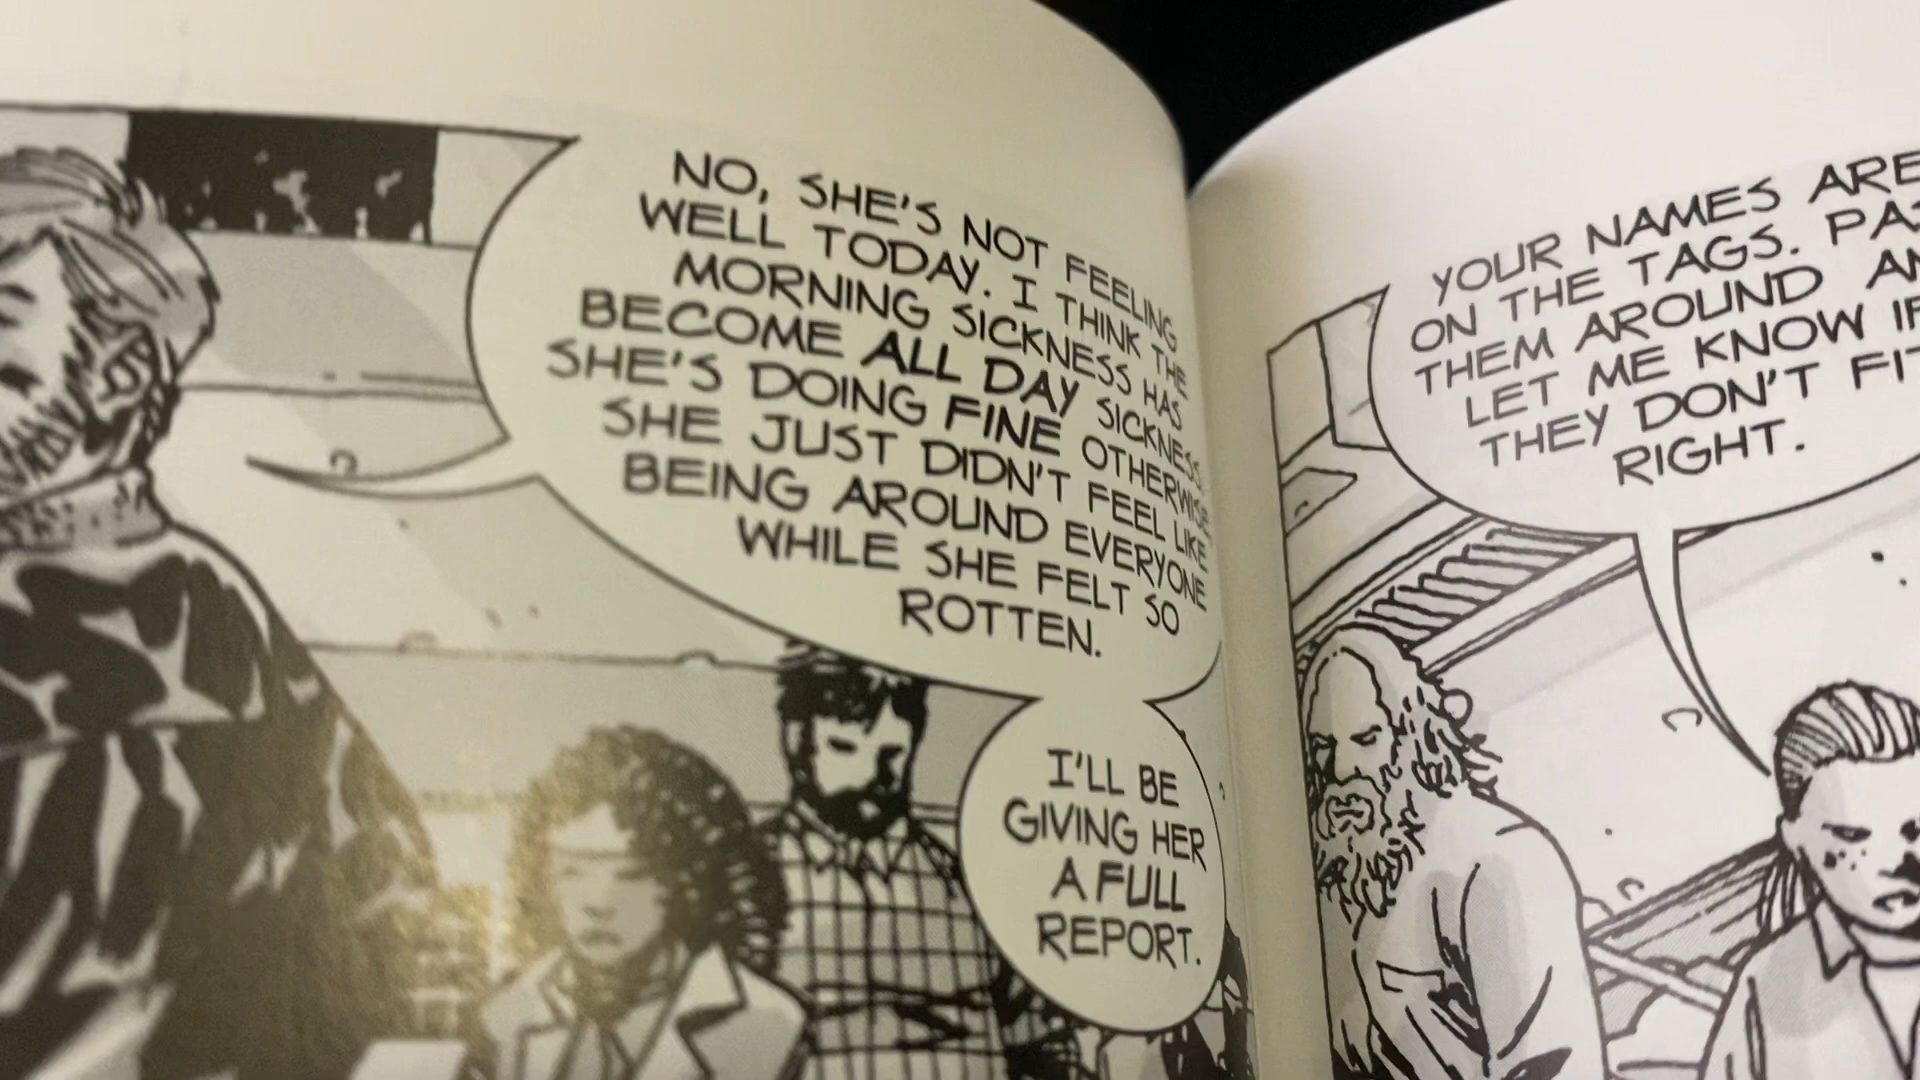 NO, SHE'S NOT FEELING
WELL TODAY. I THINK THE
MORNING SICKNESS HAS
BECOME ALL DAY SICKNESS.
SHE'S DOING FINE OTHERWISE,
SHE JUST DIDN'T FEEL LIKE
BEING AROUND EVERYONE
WHILE SHE FELT SO
ROTTEN.
I'LL BE
GIVING HER
A FULL
REPORT.
YOUR NAMES ARE
ON THE TAGS.
THEM AROUND
LET ME KNOW IF
THEY DON'T FIT
RIGHT.